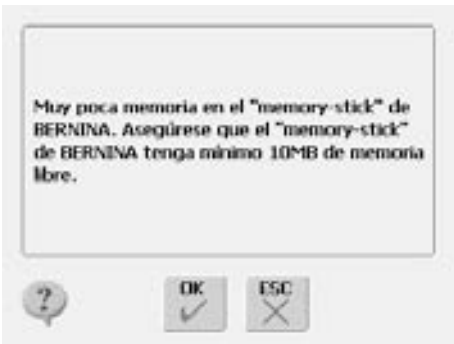 Muy poca memoria en el "memory-stick" de
BERNINA. Asegúrese que el "memory-stick"
de BERNINA tenga mínimo 10MB de memoria
libre.
?
OK ESC